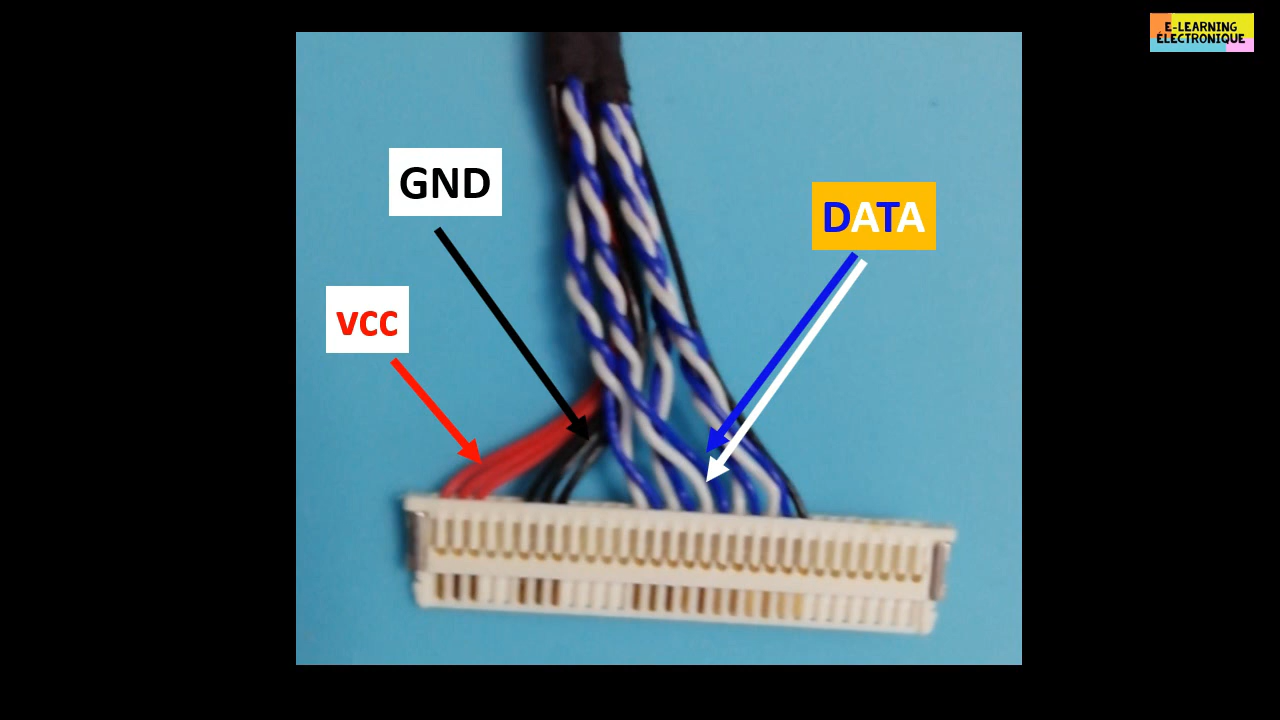 E-LEARNING
ÉLECTRONIQUE
GND
DATA
vcc